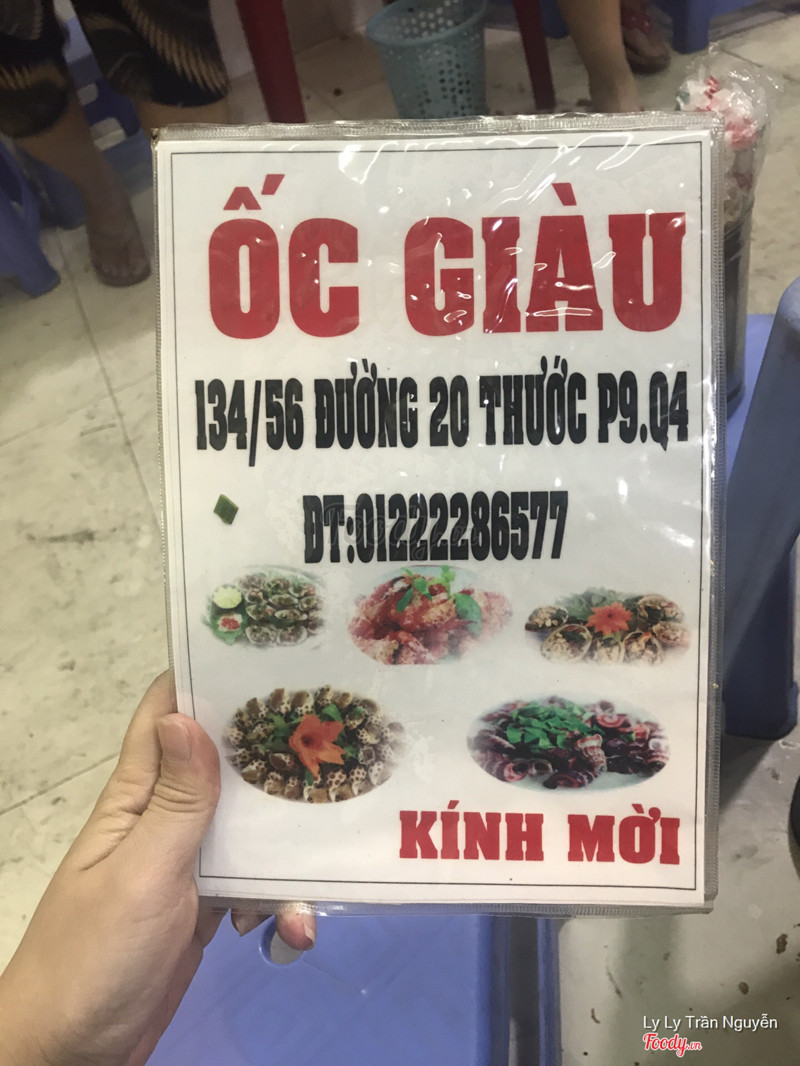 ỐC GIÀU
134/56 ĐƯỜNG 20 THƯỚC P9.Q4
ĐT:01222286577
KÍNH MỜI
Ly Ly Trần Nguyễn
Foody.vn